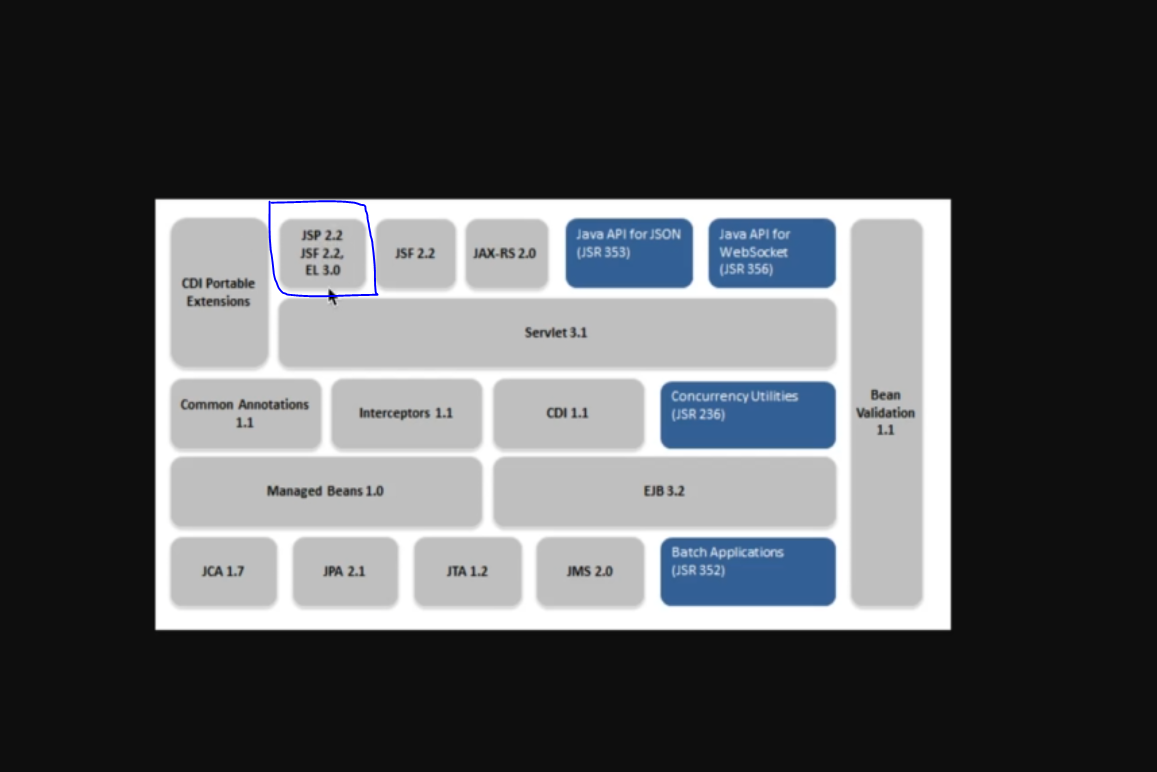 CDI Portable
Extensions
JSP 2.2
JSF 2.2,
EL 3.0
JSF 2.2
JAX-RS 2.0
Java API for JSON
(JSR 353)
Java API for
WebSocket
(JSR 356)
Servlet 3.1
Common Annotations
1.1
Interceptors 1.1
CDI 1.1
Concurrency Utilities
(JSR 236)
Bean
Validation
1.1
Managed Beans 1.0
EJB 3.2
JCA 1.7
JPA 2.1
JTA 1.2
JMS 2.0
Batch Applications
(JSR 352)